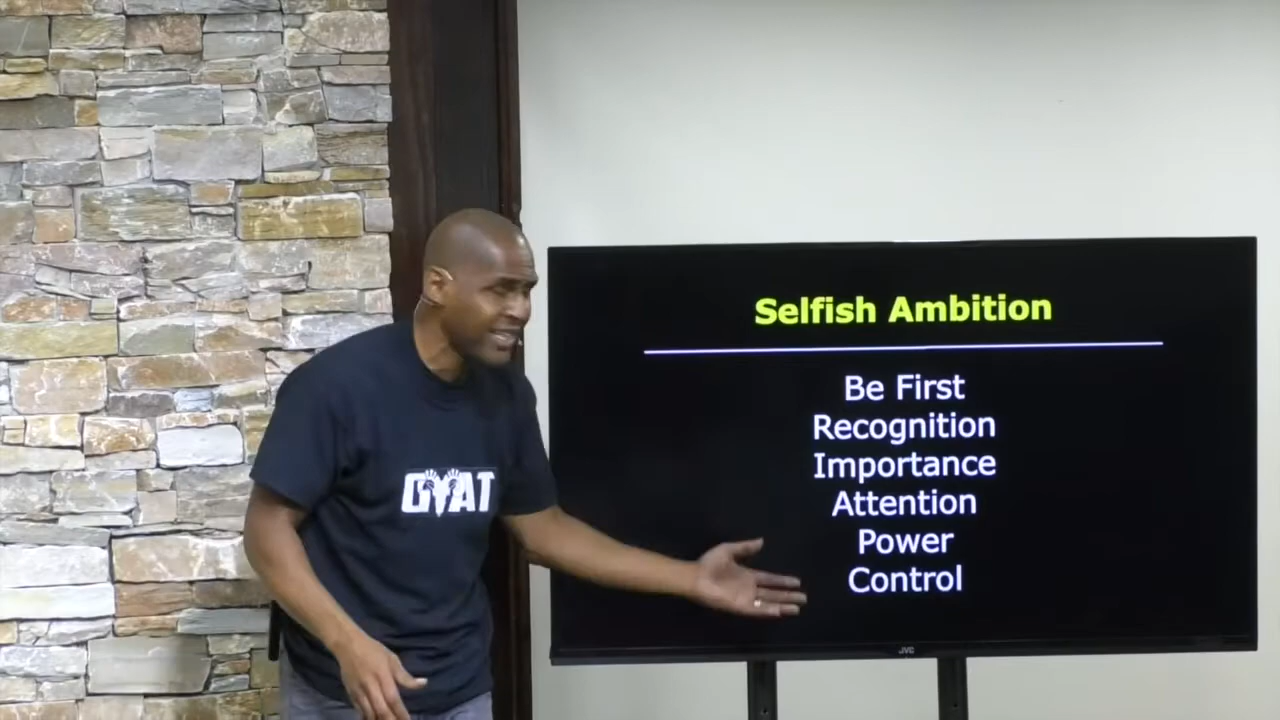 Selfish Ambition
Be First
Recognition
Importance
Attention
Power
Control
GOAT
JVC